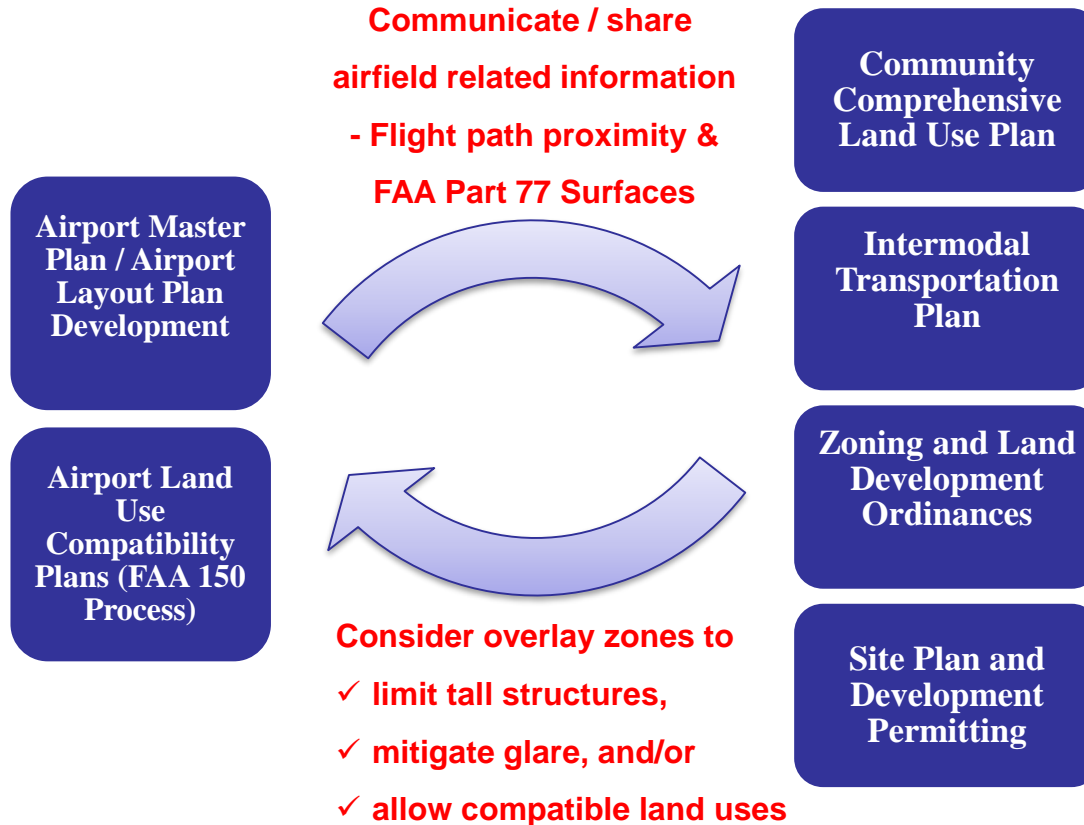 Communicate / share
airfield related information
- Flight path proximity &
FAA Part 77 Surfaces
Airport Master
Plan / Airport
Layout Plan
Development
Airport Land
Use
Compatibility
Plans (FAA 150
Process)
Community
Comprehensive
Land Use Plan
Intermodal
Transportation
Plan
Zoning and Land
Development
Ordinances
Site Plan and
Development
Permitting
Consider overlay zones to
✓ limit tall structures,
✓ mitigate glare, and/or
✓ allow compatible land uses